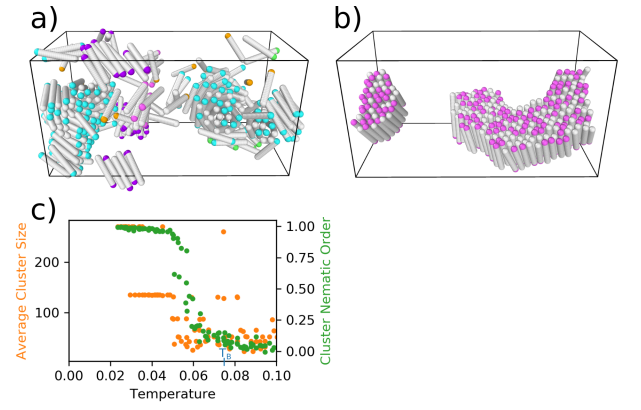 a) b)
c)
Average Cluster Size
200
100
1.00
0.75
0.50
0.25
0.00
Cluster Nematic Order
T_B
0.00 0.02 0.04 0.06 0.08 0.10
Temperature